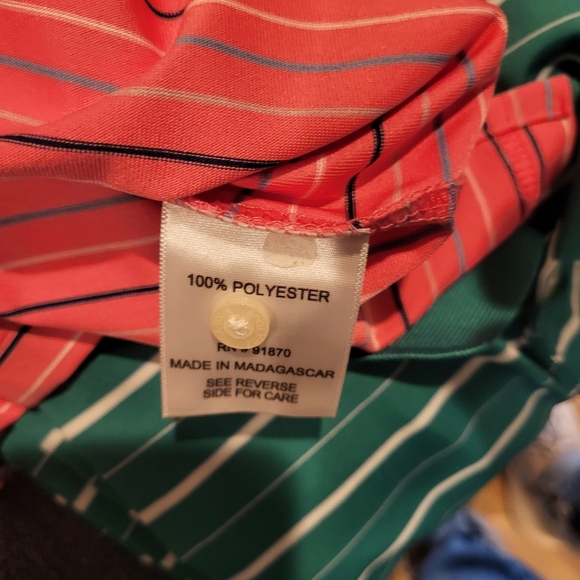 100% POLYESTER
RN # 91870
MADE IN MADAGASCAR
SEE REVERSE
SIDE FOR CARE